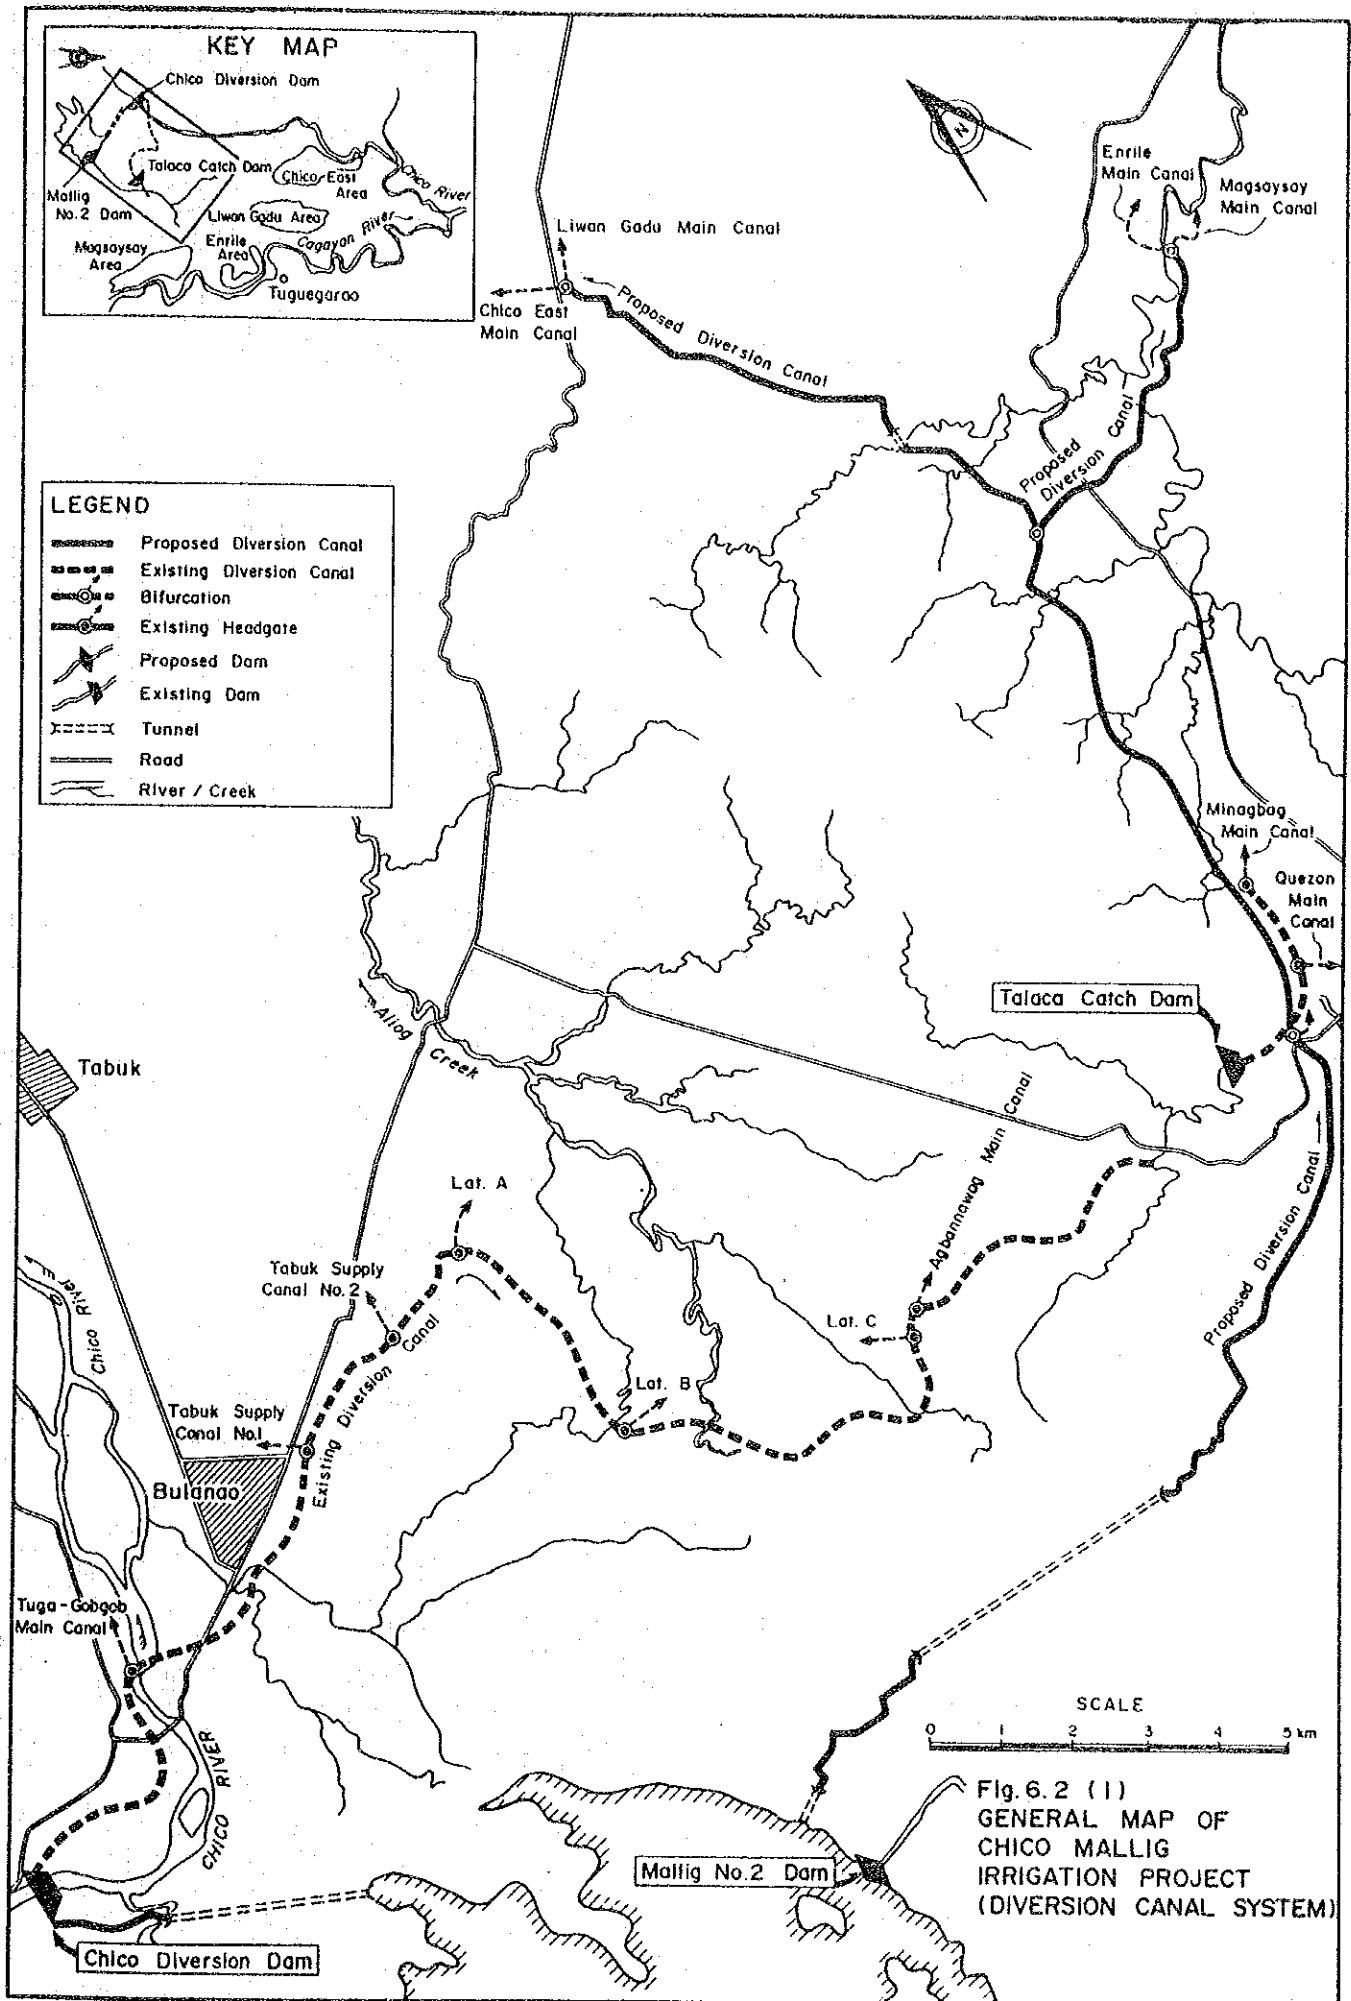 KEY MAP
Chico Diversion Dam
Talaca Catch Dam
Chico East
Area
Chico River
Mallig
No.2 Dam
Liwan Gadu Area
Cagayan River
Enrile
Area
Magsaysay
Area
Tuguegarao
N
Enrile
Main Canal
Magsaysay
Main Canal
Liwan Gadu Main Canal
Chico East
Main Canal
Proposed Diversion Canal
Proposed
Diversion Canal
LEGEND
Proposed Diversion Canal
Existing Diversion Canal
Bifurcation
Existing Headgate
Proposed Dam
Existing Dam
Tunnel
Road
River / Creek
Minagbag
Main Canal
Quezon
Main
Canal
Talaca Catch Dam
Aliog Creek
Tabuk
Agbannawag Main Canal
Lat. A
Proposed Diversion Canal
Tabuk Supply
Canal No.2
Chico River
Lat. C
Existing Diversion Canal
Lat. B
Tabuk Supply
Canal No.1
Bulanao
Tuga-Gobgob
Main Canal
CHICO RIVER
SCALE
0 1 2 3 4 5 km
Fig.6.2 (1)
GENERAL MAP OF
CHICO MALLIG
IRRIGATION PROJECT
(DIVERSION CANAL SYSTEM)
Mallig No.2 Dam
Chico Diversion Dam